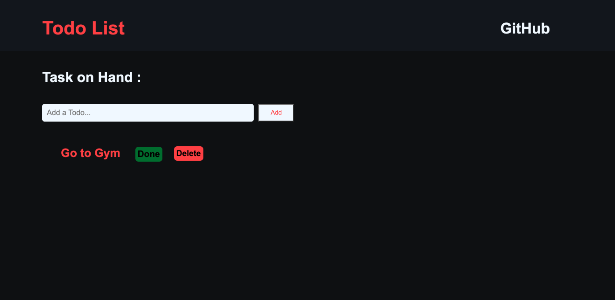 Todo List GitHub
Task on Hand :
Add a Todo... Add
Go to Gym Done Delete